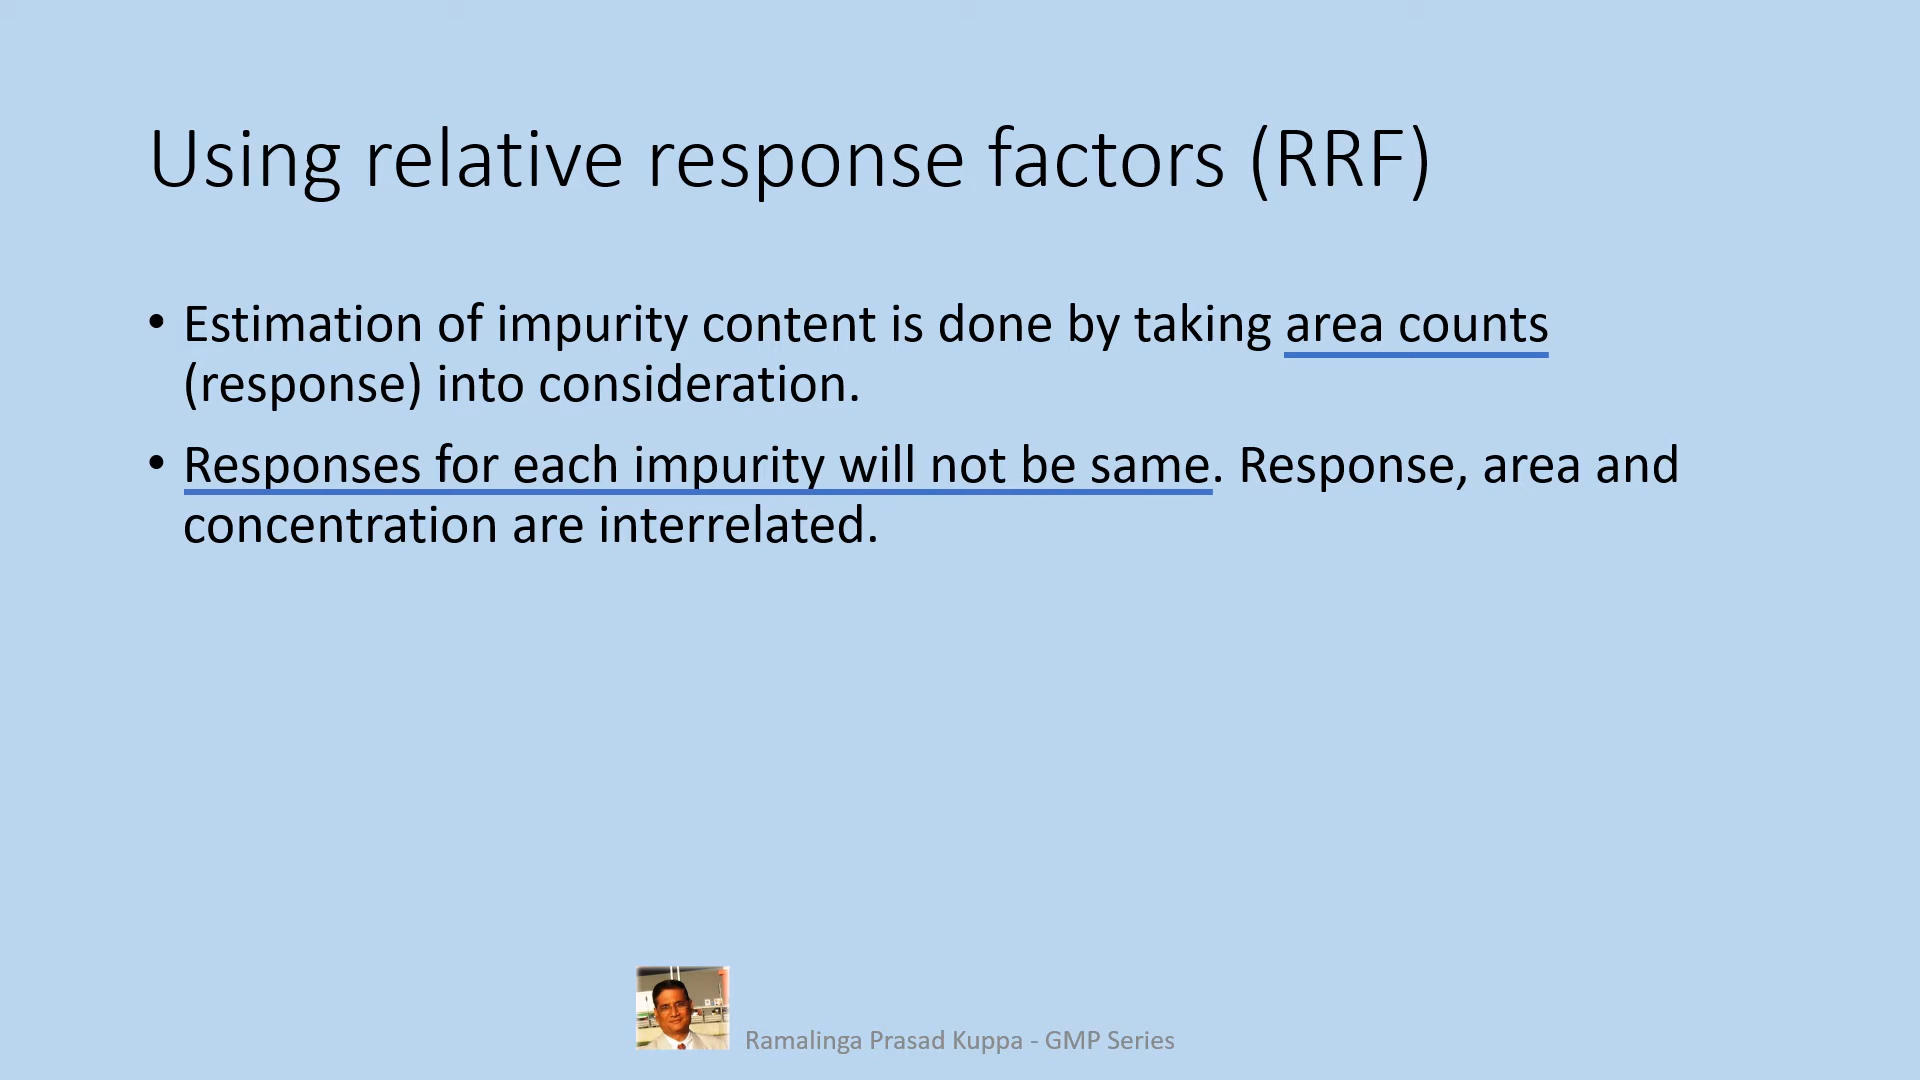 Using relative response factors (RRF)
• Estimation of impurity content is done by taking area counts
(response) into consideration.
• Responses for each impurity will not be same. Response, area and
concentration are interrelated.
Ramalinga Prasad Kuppa - GMP Series